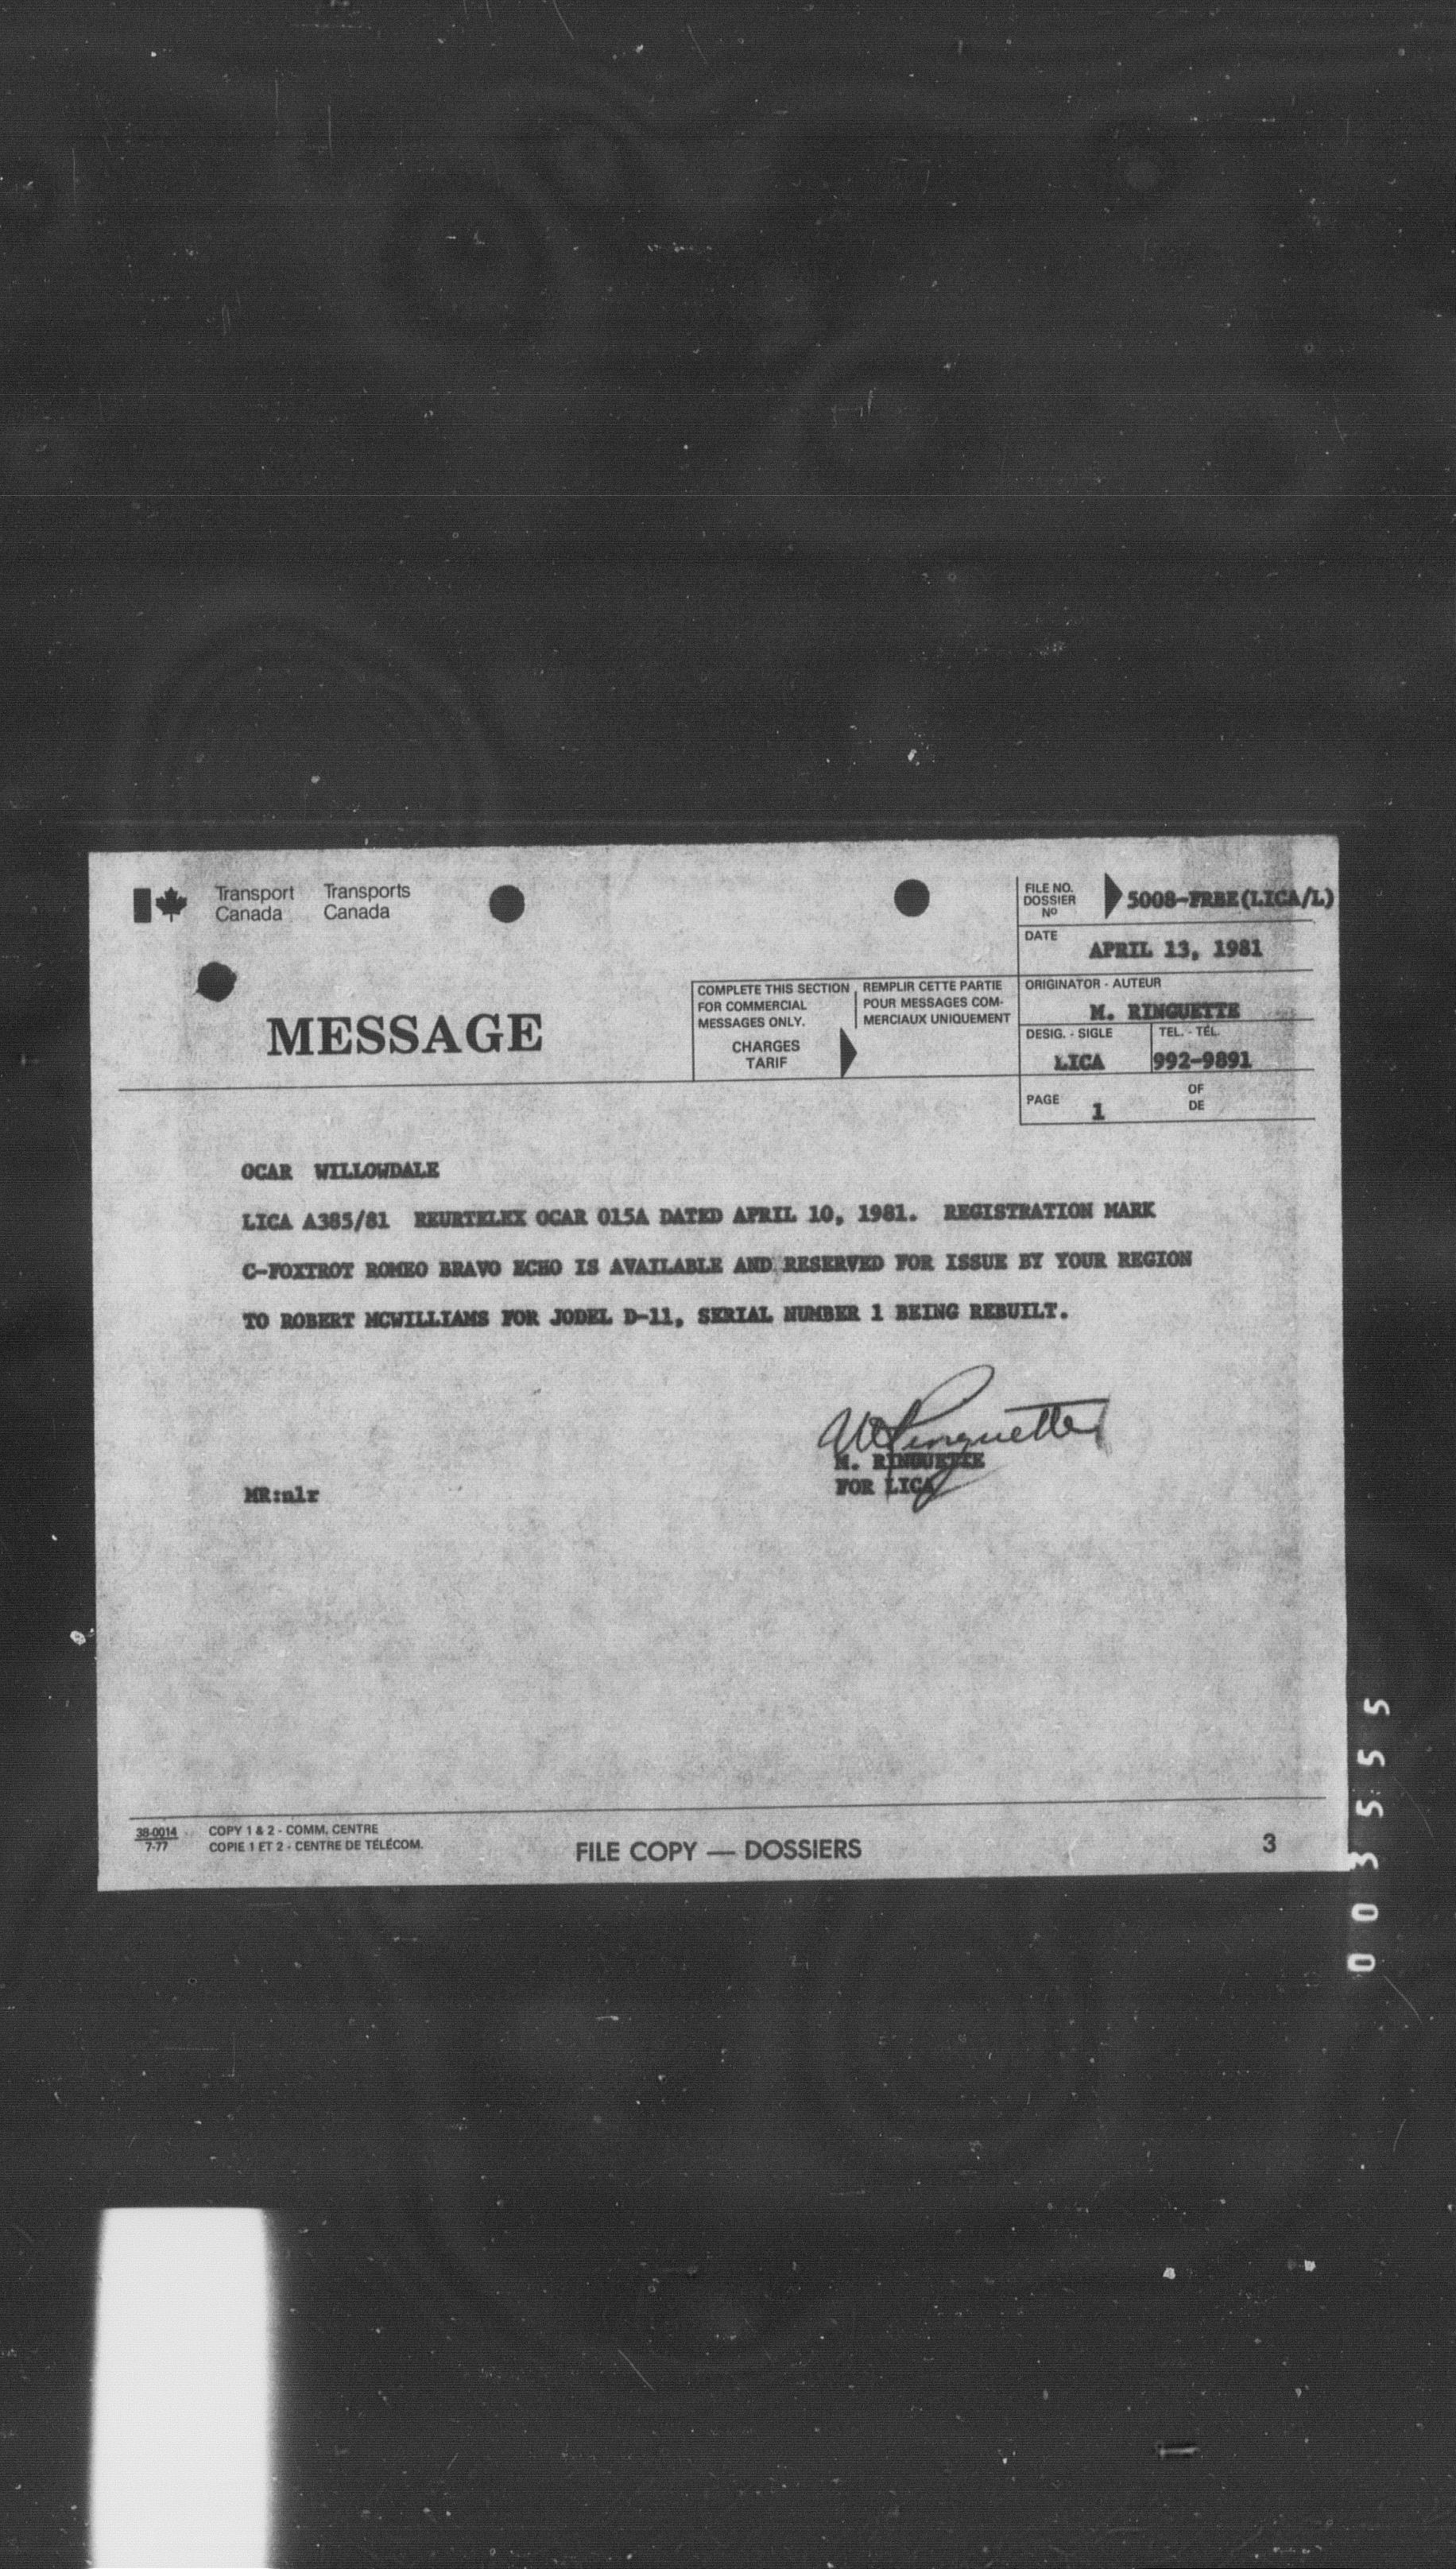 Transport Canada Transports Canada
FILE NO. DOSSIER Nº 5008-FRBE(LICA/L)
DATE APRIL 13, 1981
COMPLETE THIS SECTION FOR COMMERCIAL MESSAGES ONLY.
REMPLIR CETTE PARTIE POUR MESSAGES COM-MERCIAUX UNIQUEMENT
CHARGES
TARIF
ORIGINATOR - AUTEUR
M. RINGUETTE
DESIG. - SIGLE LICA
TEL. - TÉL. 992-9891
MESSAGE
PAGE 1 OF DE
OCAR WILLOWDALE
LICA A385/81 REURTELEX OCAR 015A DATED APRIL 10, 1981. REGISTRATION MARK
C-FOXTROT ROMEO BRAVO ECHO IS AVAILABLE AND RESERVED FOR ISSUE BY YOUR REGION
TO ROBERT MCWILLIAMS FOR JODEL D-11, SERIAL NUMBER 1 BEING REBUILT.
M Ringuette
M. RINGUETTE
FOR LICA
MR:nlr
38-0014
7-77
COPY 1 & 2 - COMM. CENTRE
COPIE 1 ET 2 - CENTRE DE TÉLÉCOM.
FILE COPY — DOSSIERS
3
003555